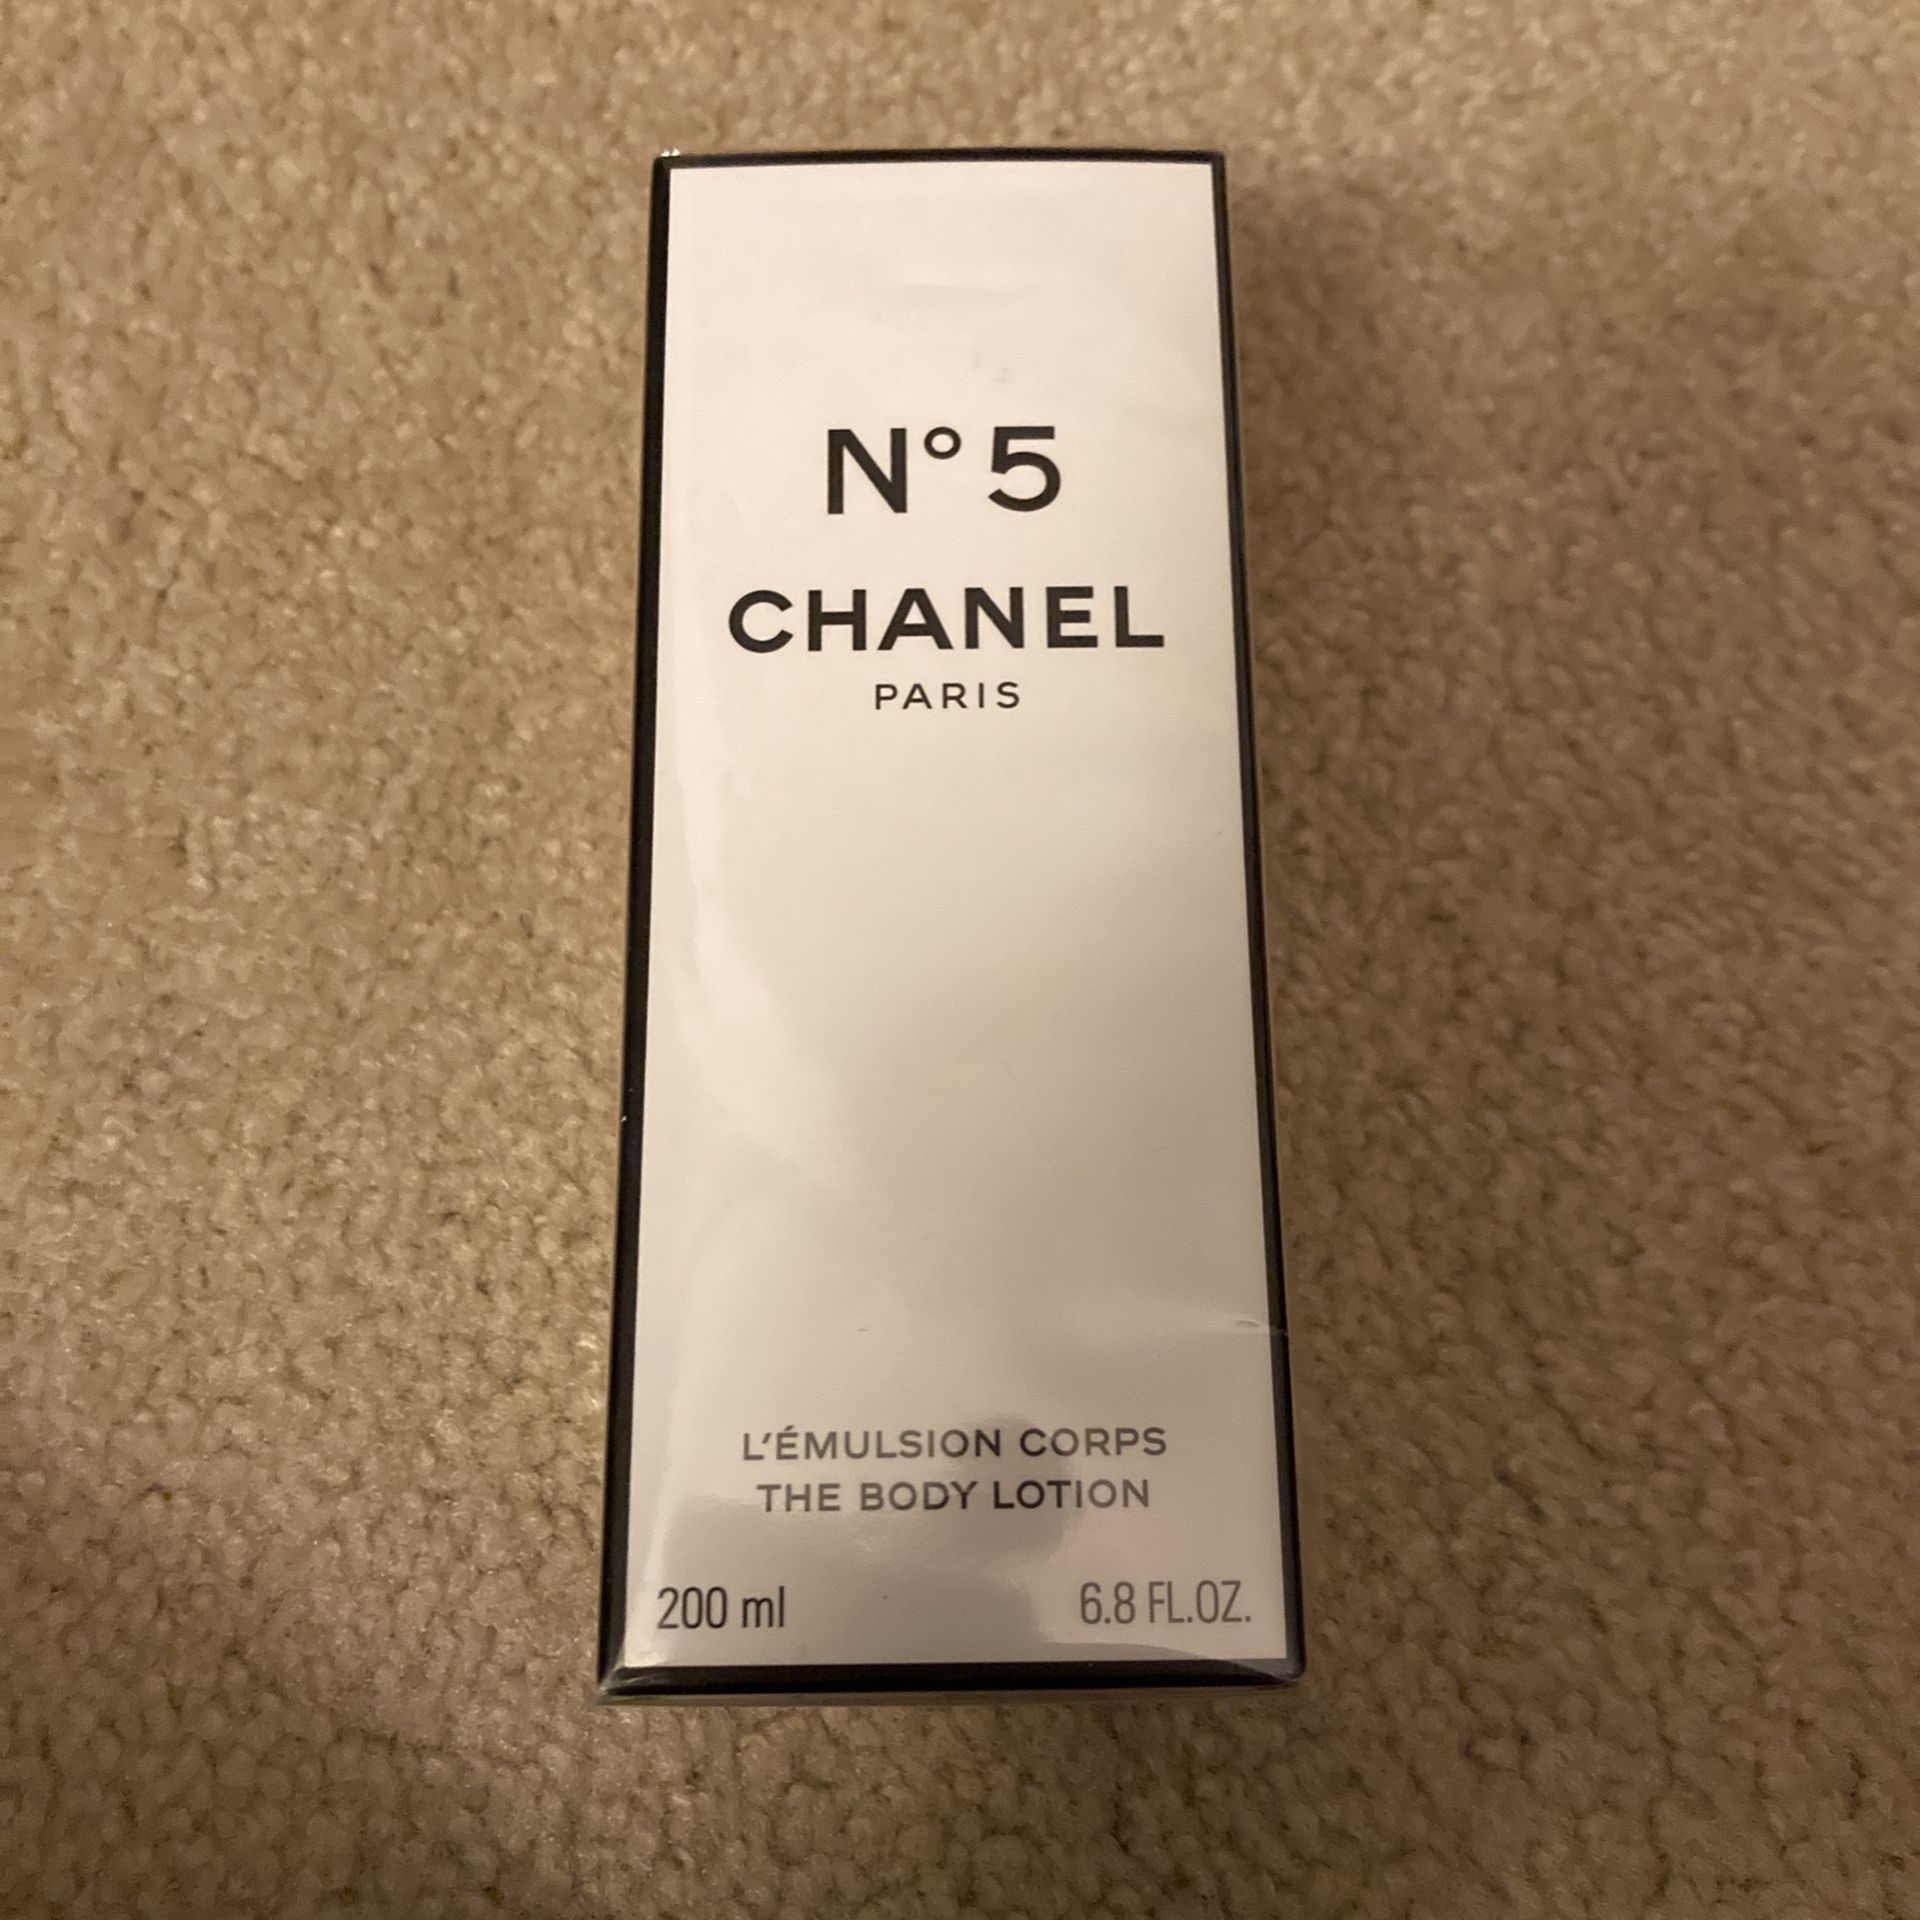 N°5
CHANEL
PARIS
L'ÉMULSION CORPS
THE BODY LOTION
200 ml 6.8 FL.OZ.